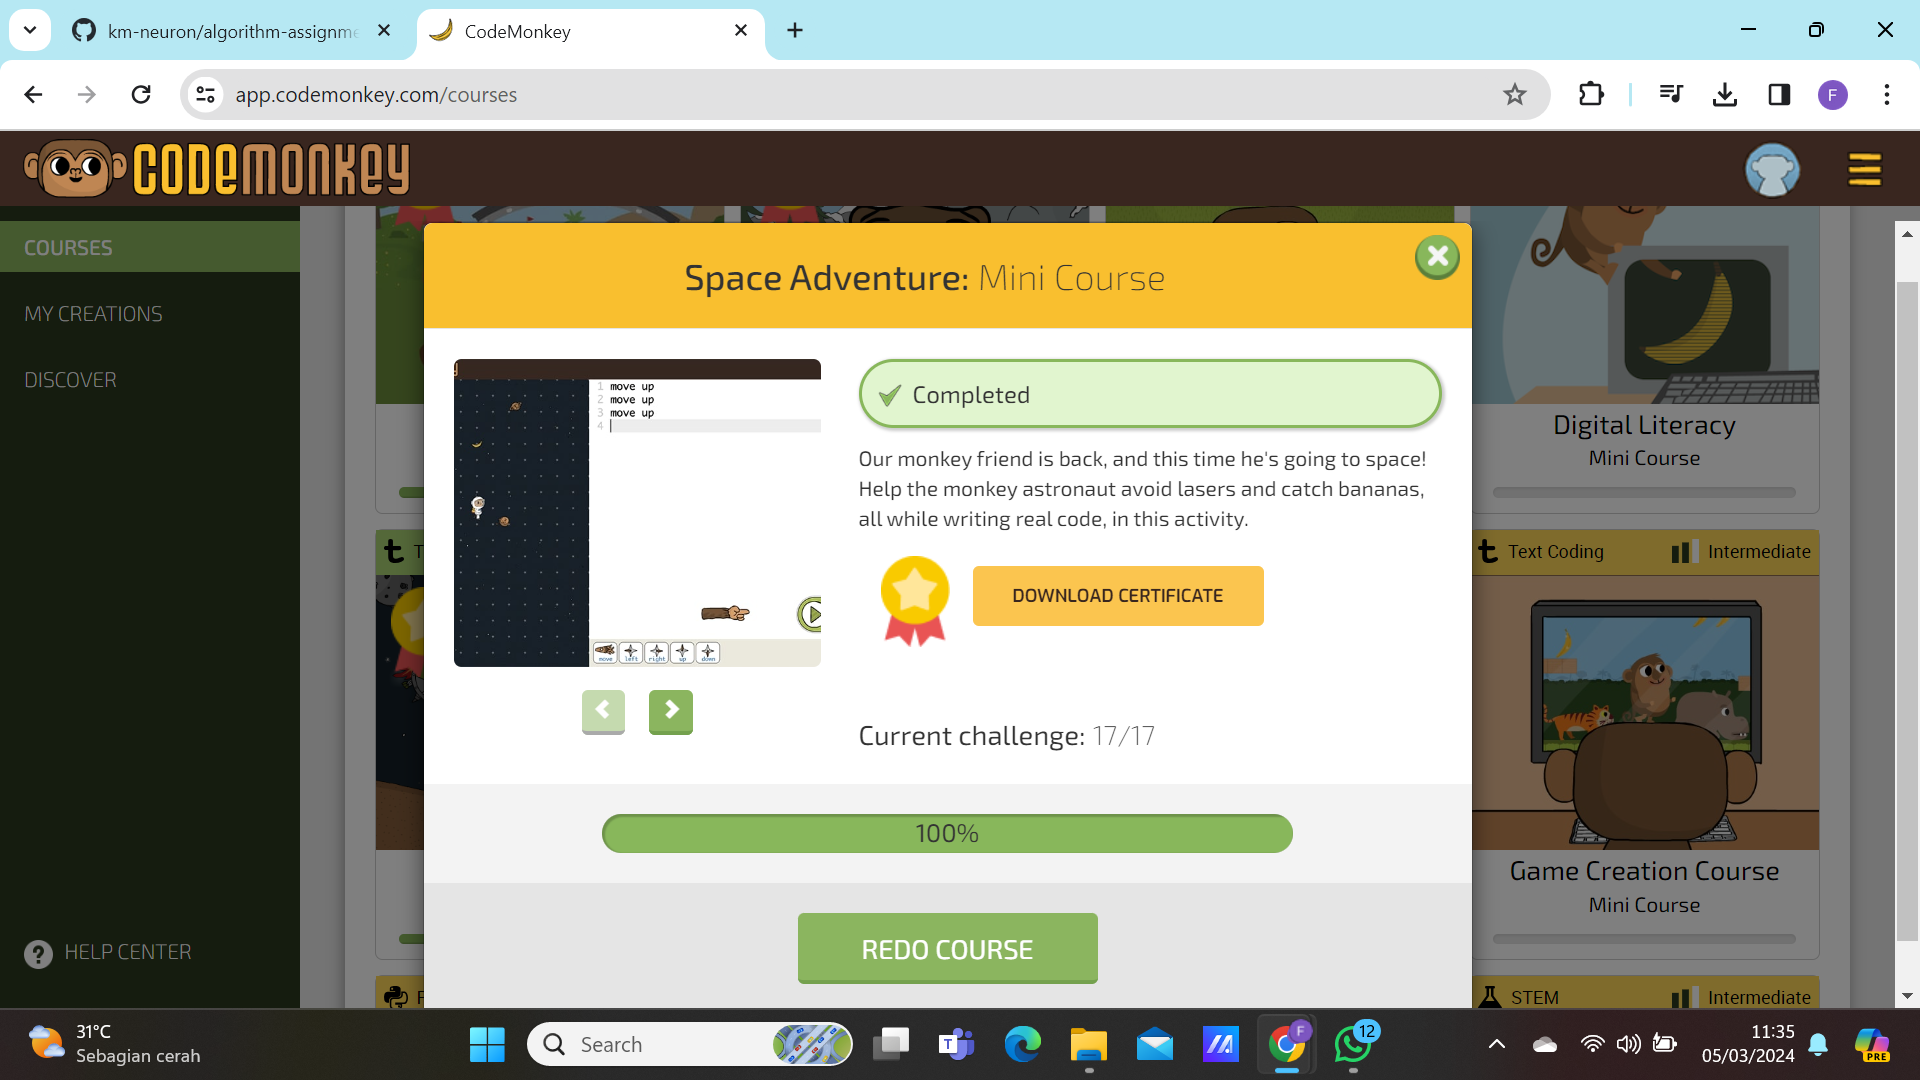 km-neuron/algorithm-assignme
CodeMonkey
app.codemonkey.com/courses
F
CODEMONKEY
COURSES
MY CREATIONS
DISCOVER
HELP CENTER
Space Adventure: Mini Course
1 move up
2 move up
3 move up
4
move left right up down
Completed
Our monkey friend is back, and this time he's going to space!
Help the monkey astronaut avoid lasers and catch bananas,
all while writing real code, in this activity.
DOWNLOAD CERTIFICATE
Current challenge: 17/17
100%
REDO COURSE
Digital Literacy
Mini Course
t T
t Text Coding Intermediate
Game Creation Course
Mini Course
STEM Intermediate
31°C
Sebagian cerah
Search
T
F
12
11:35
05/03/2024
PRE